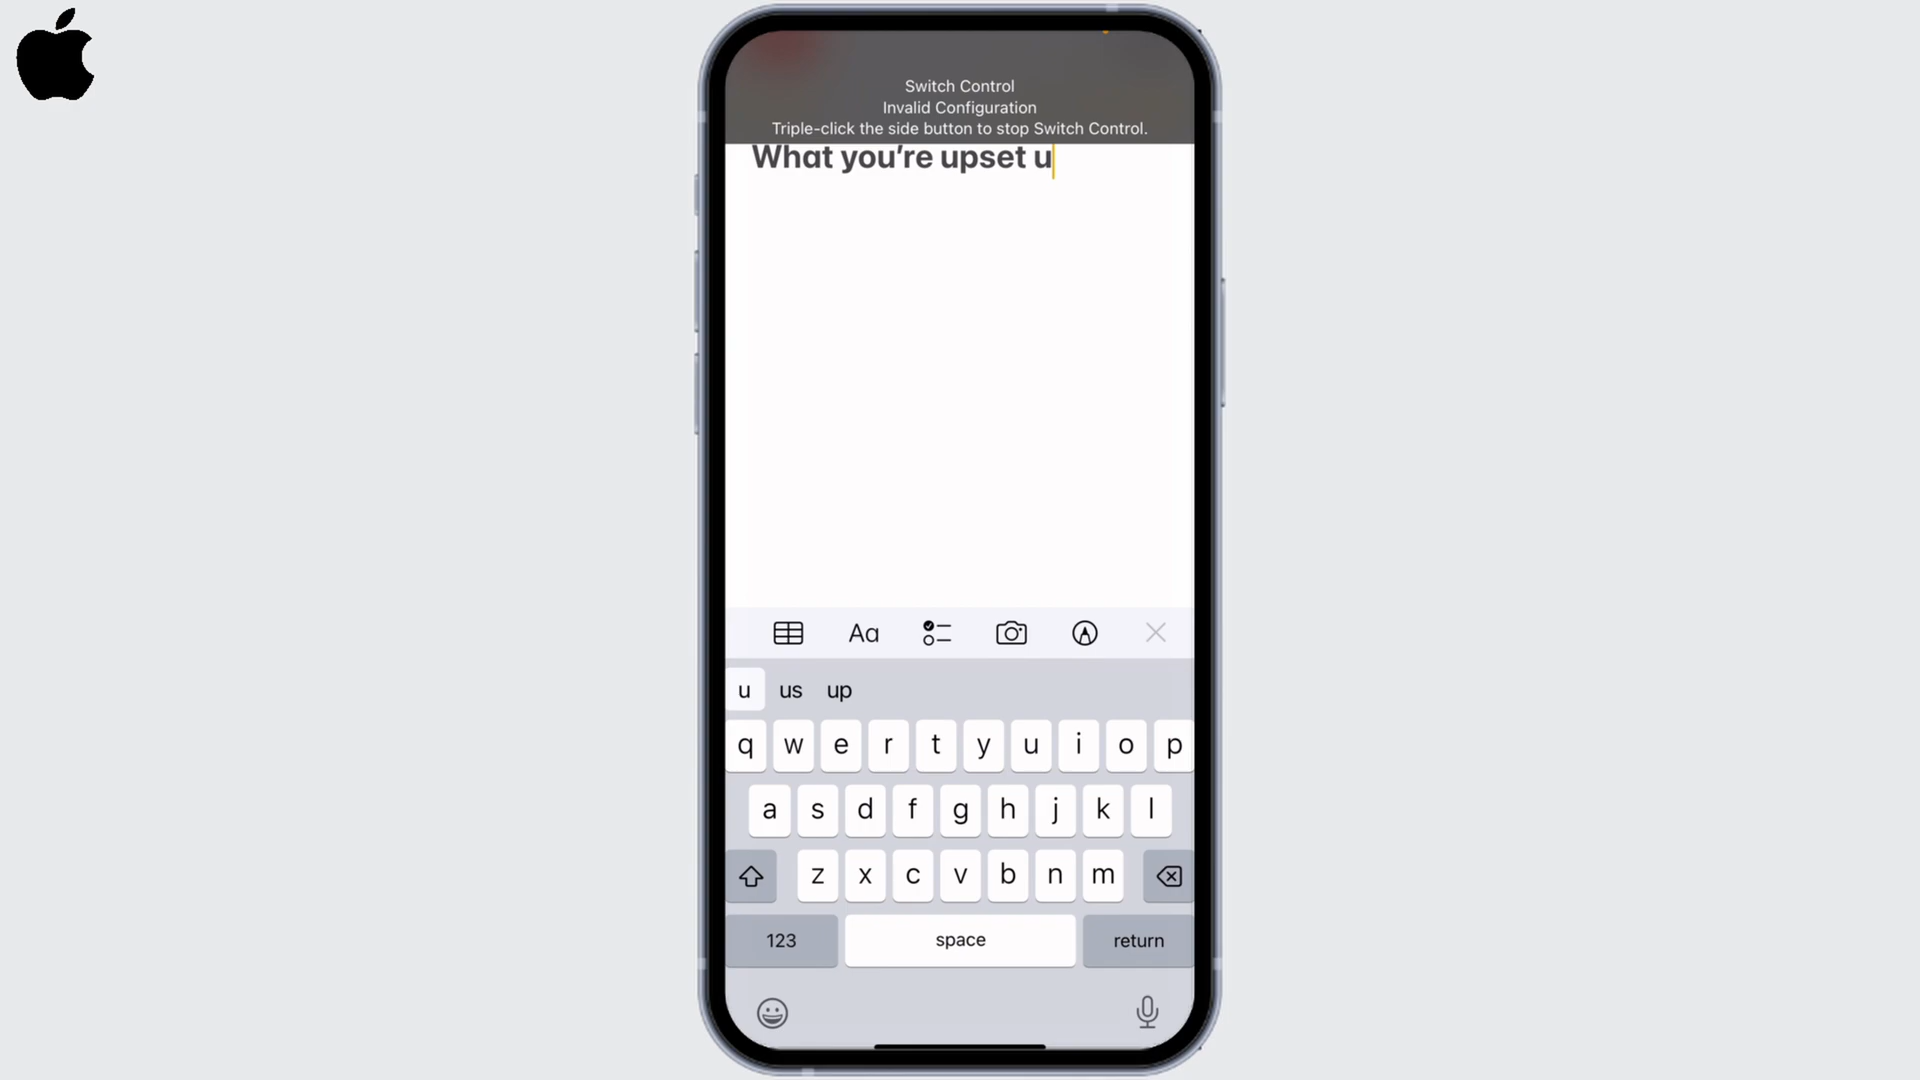 Switch Control
Invalid Configuration
Triple-click the side button to stop Switch Control.
What you’re upset u
Aa
u us up
q w e r t y u i o p
a s d f g h j k l
z x c v b n m
123 space return